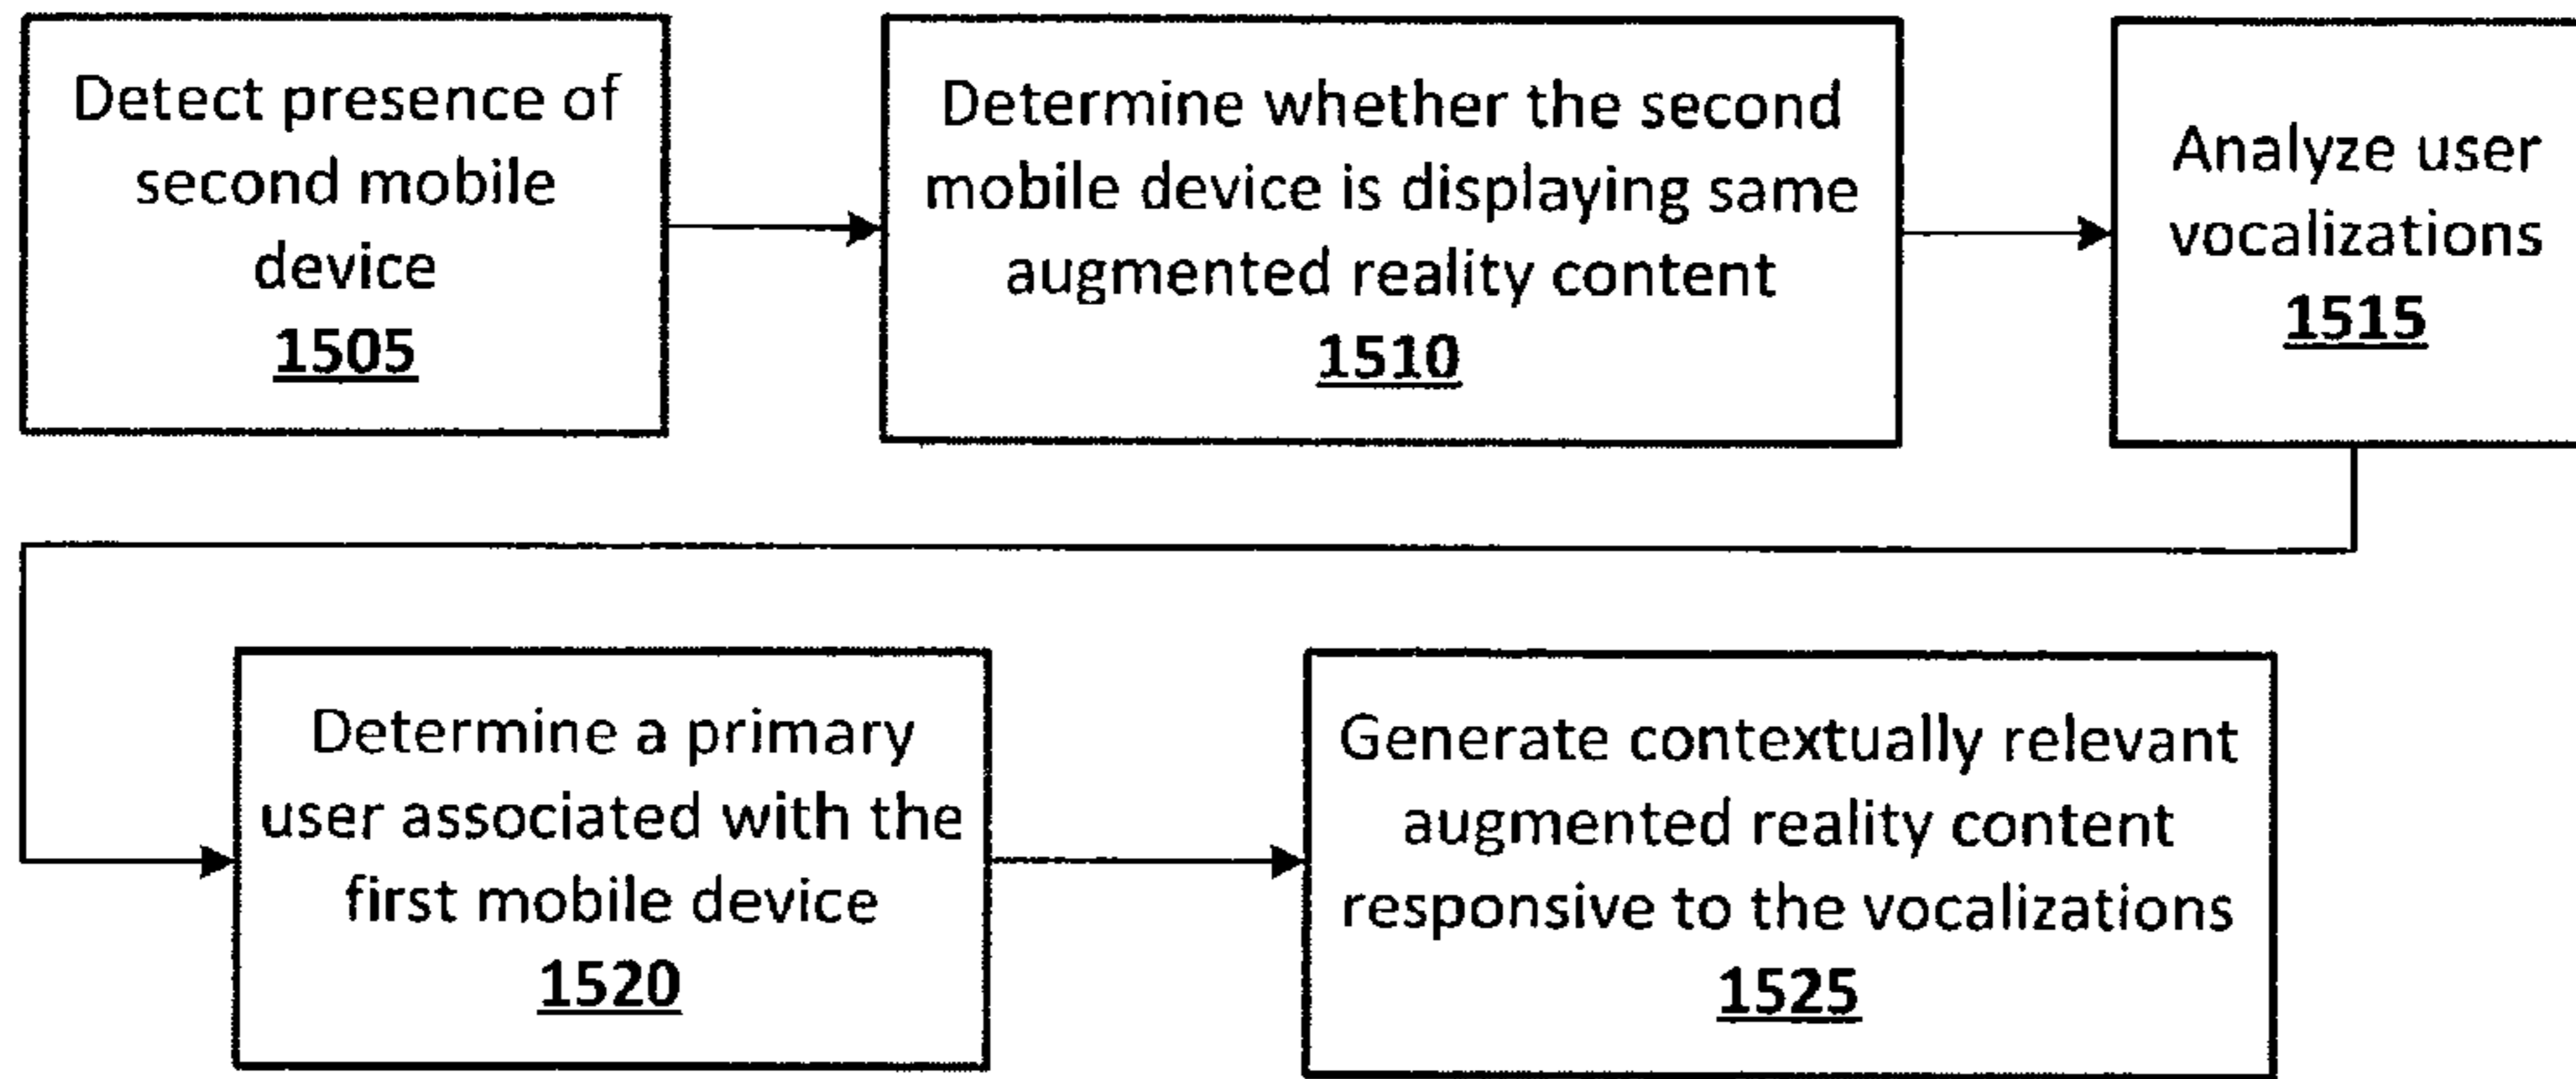 Detect presence of
second mobile
device
1505
Determine whether the second
mobile device is displaying same
augmented reality content
1510
Analyze user
vocalizations
1515
Determine a primary
user associated with the
first mobile device
1520
Generate contextually relevant
augmented reality content
responsive to the vocalizations
1525